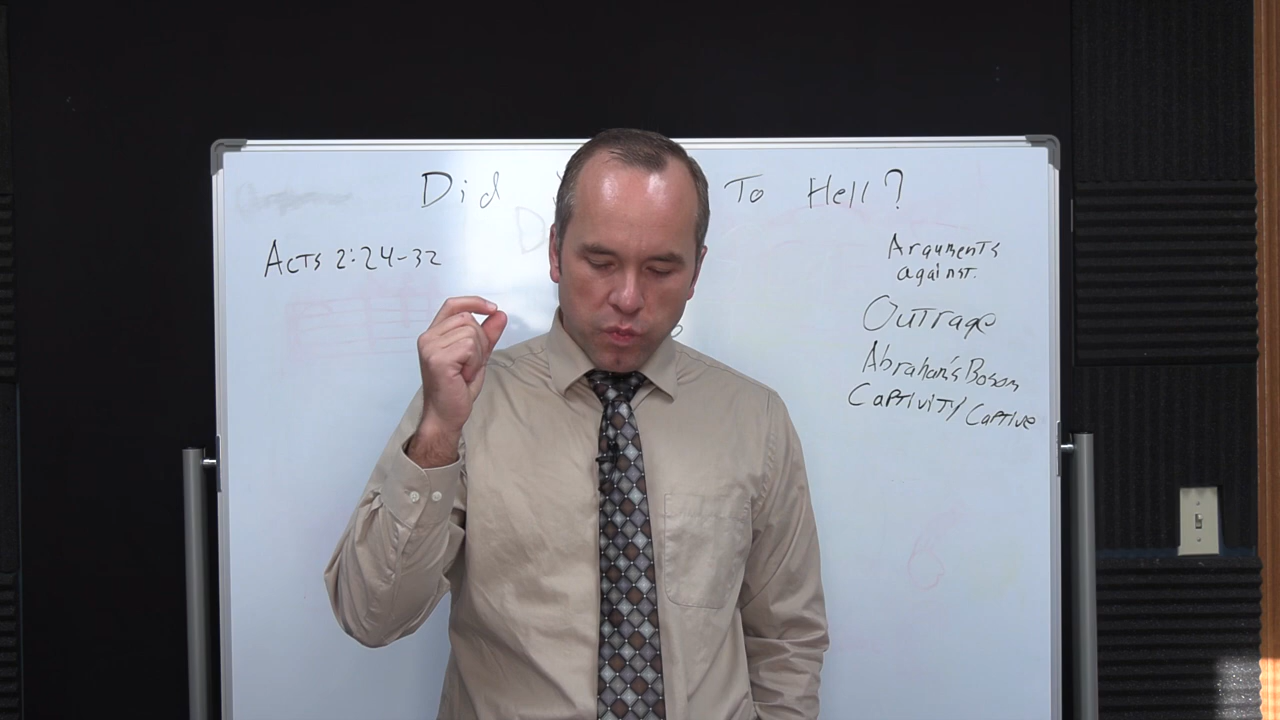 Did To Hell?
Acts 2:24-32
Arguments
against.
Outrage
Abraham's Bosom
Captivity Captive